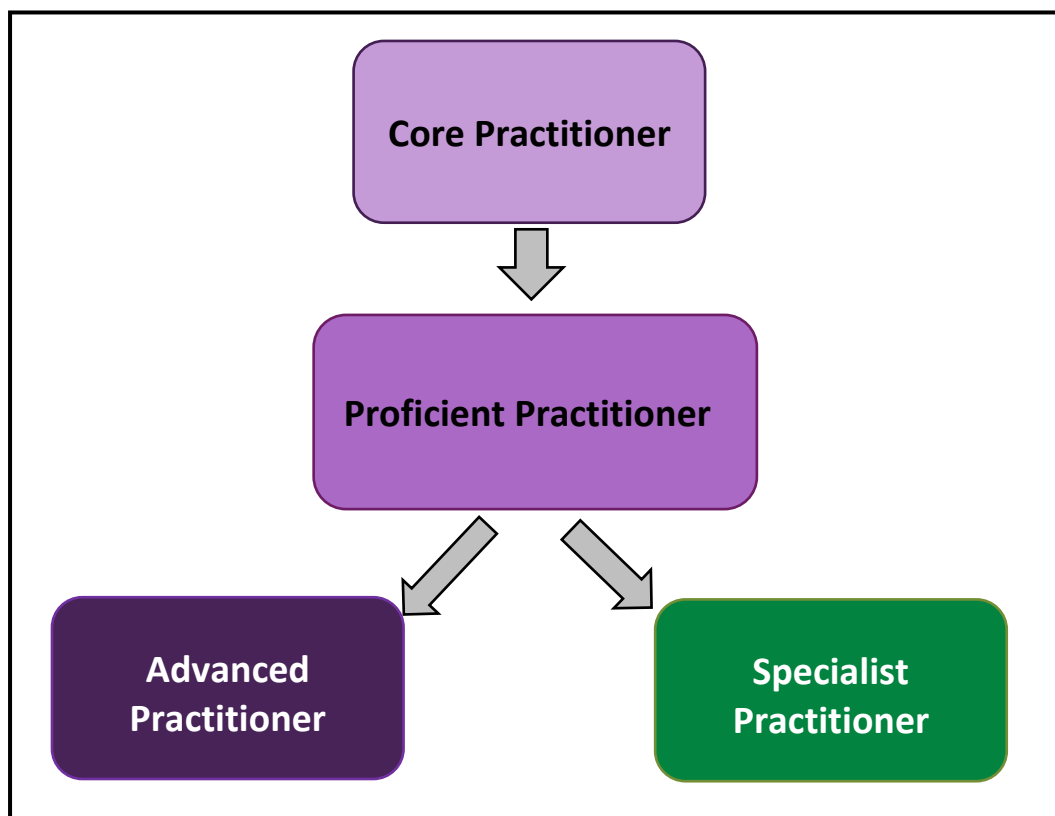 Core Practitioner
Proficient Practitioner
Advanced
Practitioner
Specialist
Practitioner